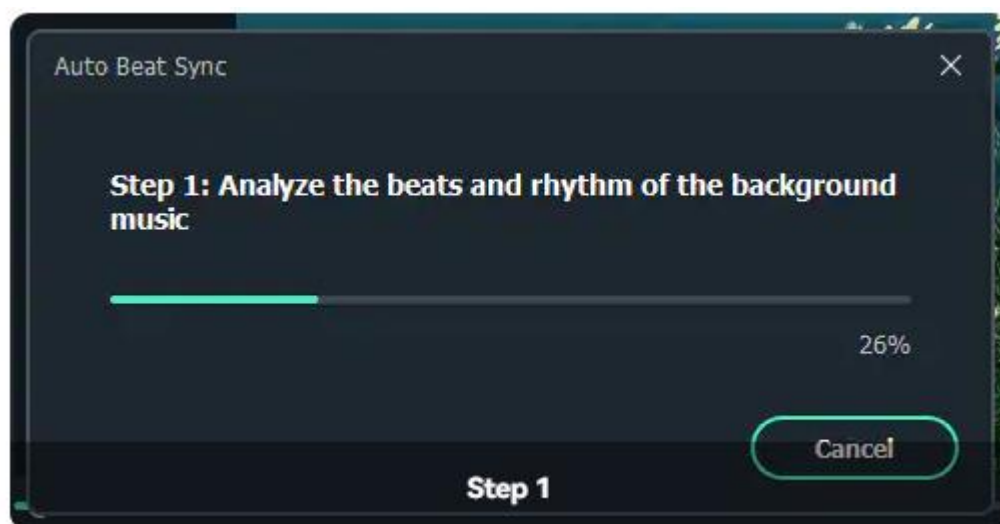 Auto Beat Sync
Step 1: Analyze the beats and rhythm of the background
music
26%
Cancel
Step 1